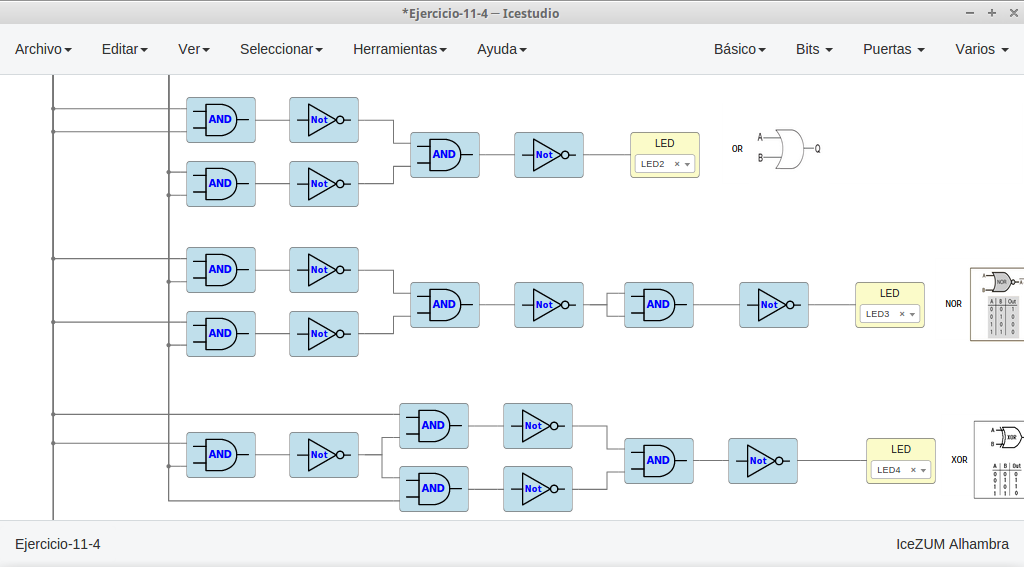 *Ejercicio-11-4 — Icestudio
Archivo Editar Ver Seleccionar Herramientas Ayuda Básico Bits Puertas Varios
AND Not
AND Not LED
LED2 OR A B Q
AND Not
AND Not
AND Not AND Not LED
LED3 NOR A B NOR
A B Out
0 0 1
0 1 0
1 0 0
1 1 0
AND Not
AND Not
AND Not AND Not LED
LED4 XOR A B XOR
A B Out
0 0 0
0 1 1
1 0 1
1 1 0
AND Not
AND Not
Ejercicio-11-4 IceZUM Alhambra